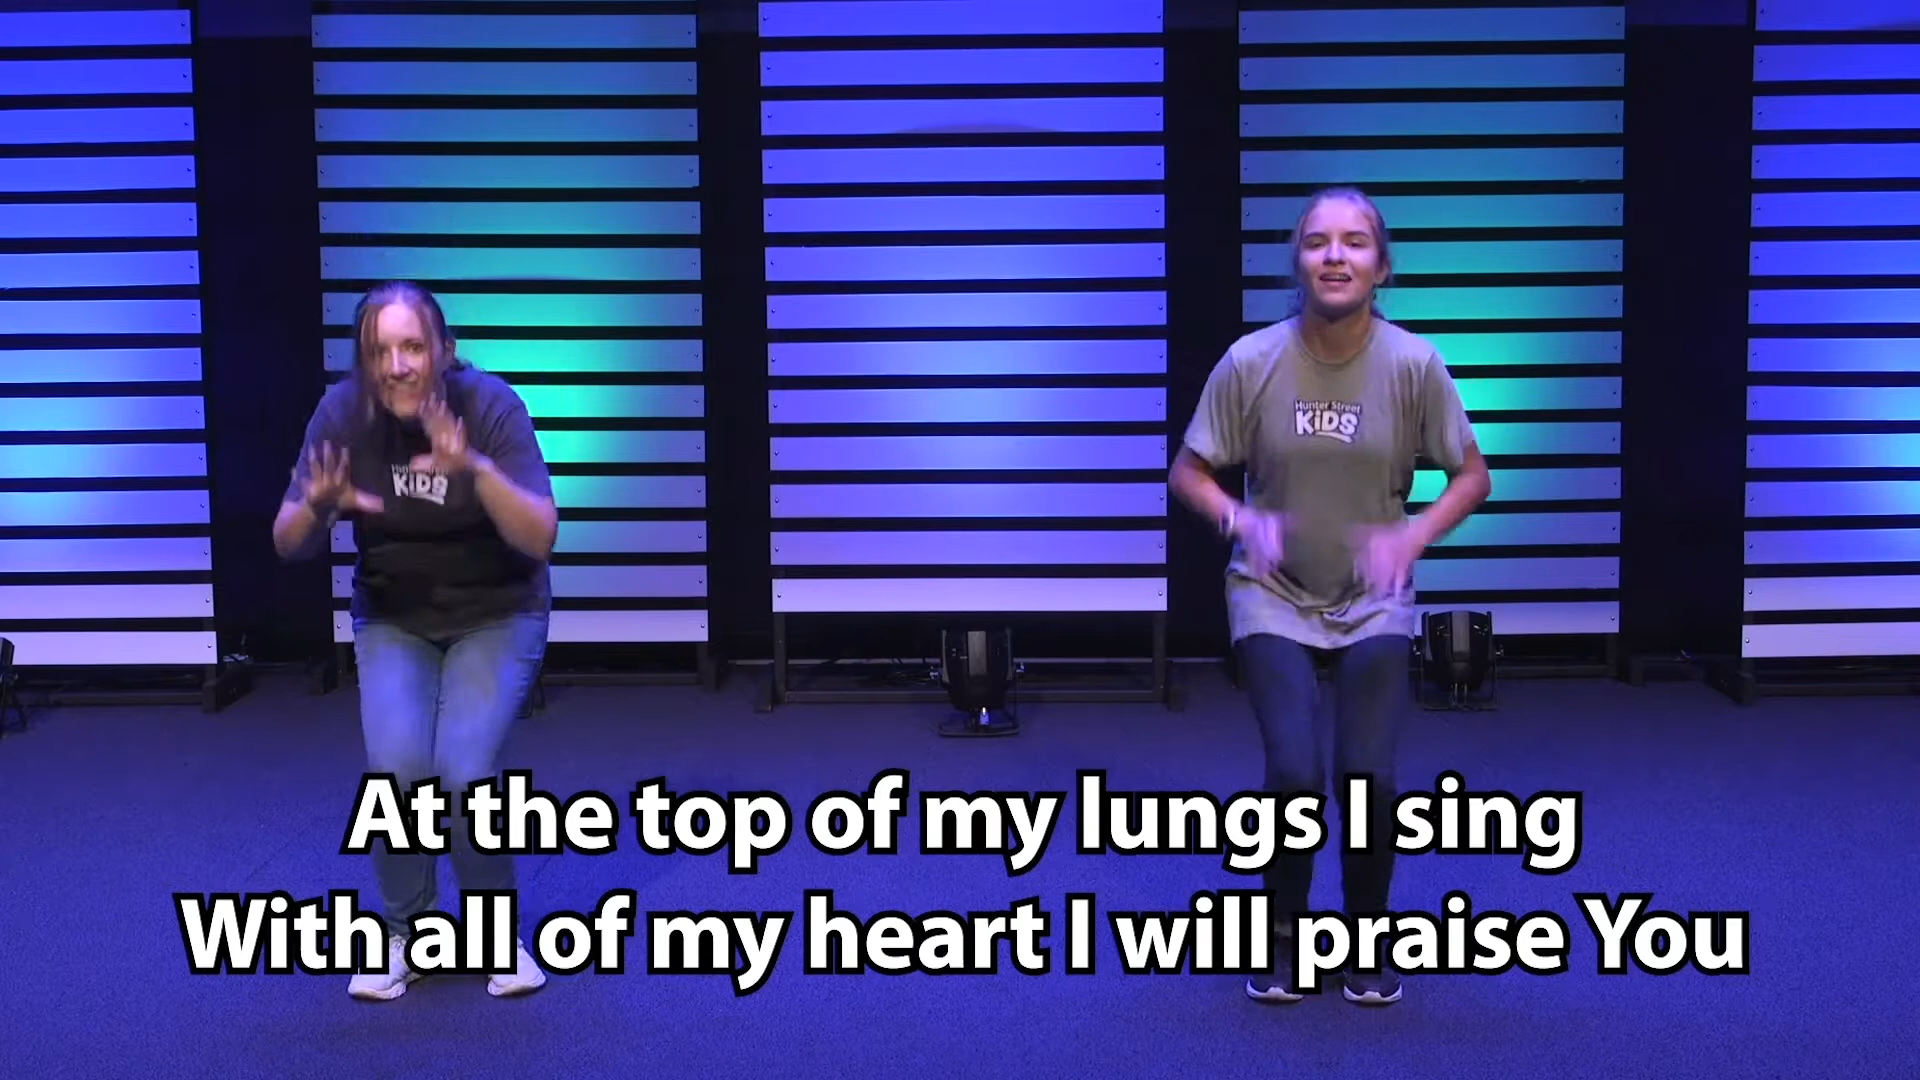 Hunter Street
KiDS
KiDS
At the top of my lungs I sing
With all of my heart I will praise You